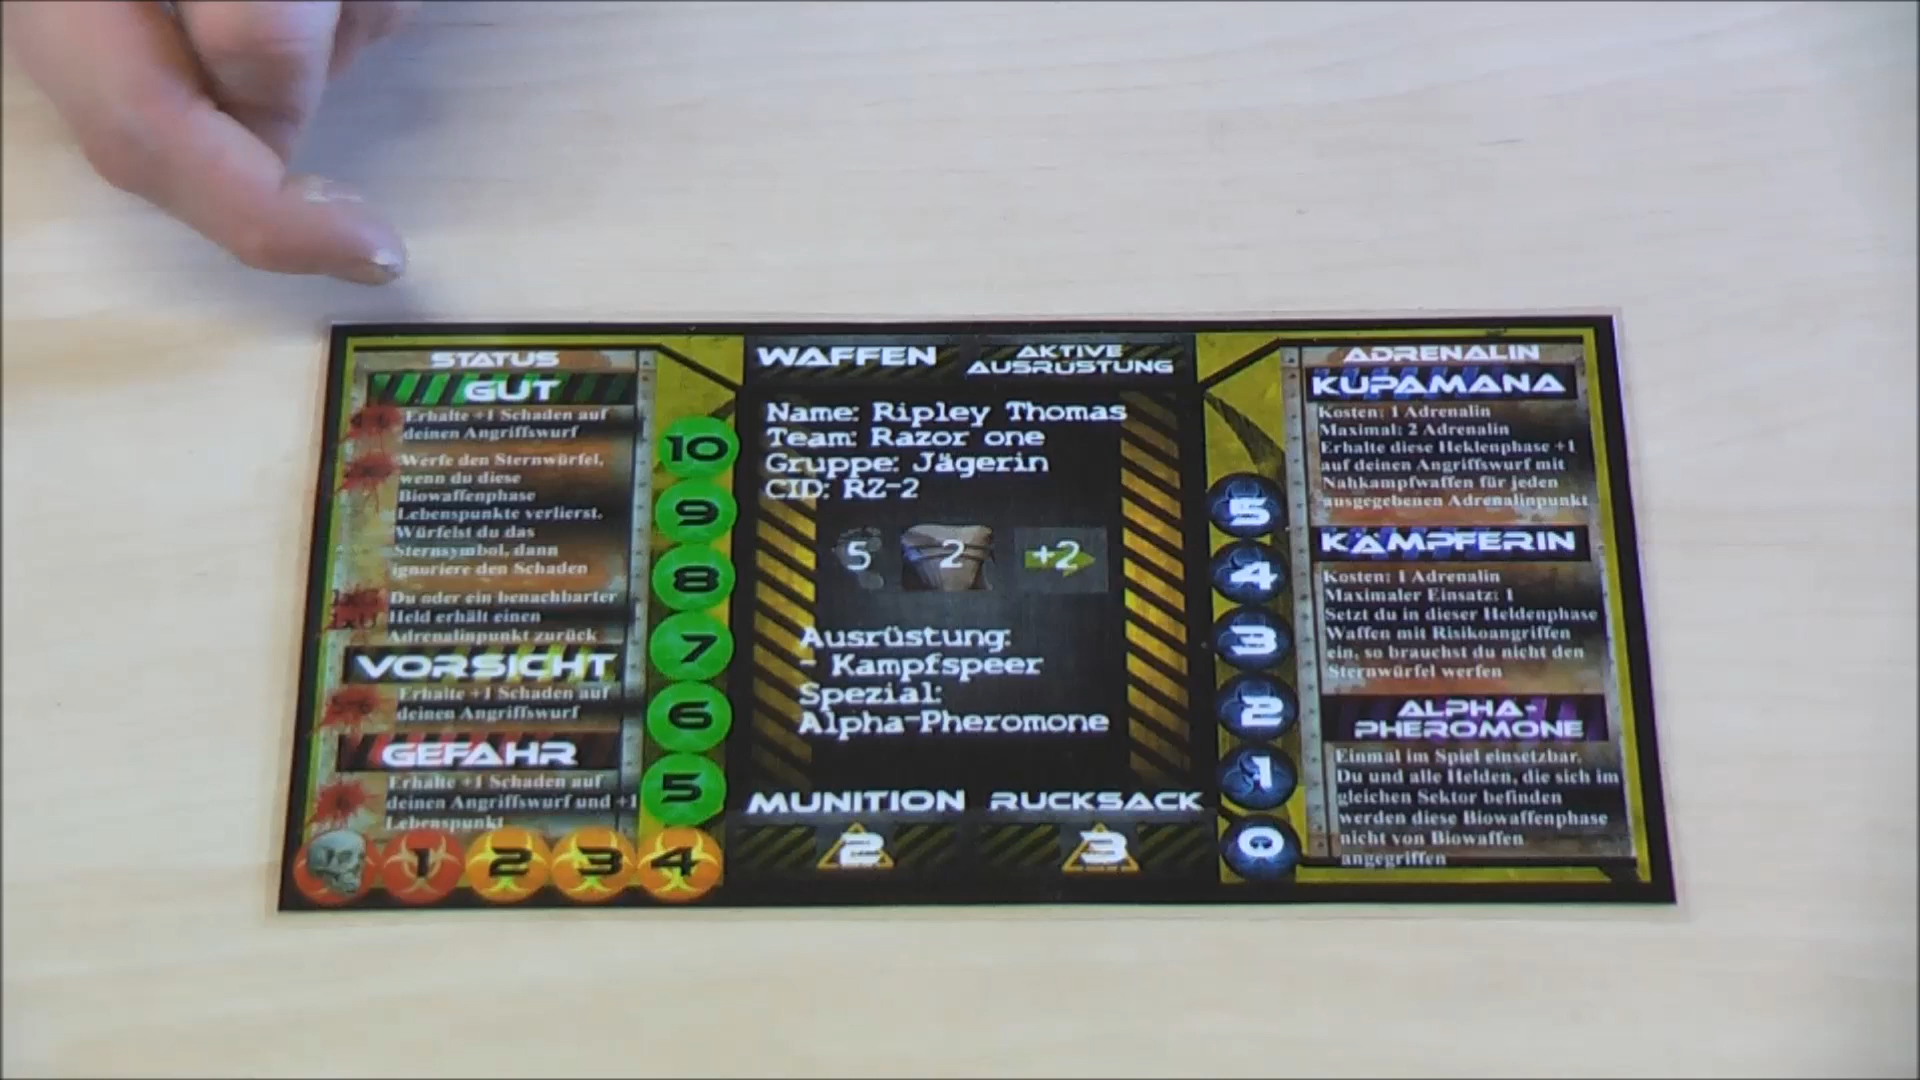 STATUS
GUT
Erhalte +1 Schaden auf
deinen Angriffswurf
Werfe den Sternwürfel,
wenn du diese
Biowaffenphase
Lebenspunkte verlierst.
Würfelst du das
Sternsymbol, dann
ignoriere den Schaden
Du oder ein benachbarter
Held erhält einen
Adrenalinpunkt zurück
VORSICHT
5-6
Erhalte +1 Schaden auf
deinen Angriffswurf
GEFAHR
6
Erhalte +1 Schaden auf
deinen Angriffswurf und +1
Lebenspunkt
10
9
8
7
6
5
1 2 3 4
WAFFEN
AKTIVE
AUSRÜSTUNG
Name: Ripley Thomas
Team: Razor one
Gruppe: Jägerin
CID: RZ-2
5 2 +2
Ausrüstung:
- Kampfspeer
Spezial:
Alpha-Pheromone
MUNITION RUCKSACK
2 3
5
4
3
2
1
0
ADRENALIN
KUPAMANA
Kosten: 1 Adrenalin
Maximal: 2 Adrenalin
Erhalte diese Heklenphase +1
auf deinen Angriffswurf mit
Nahkampfwaffen für jeden
ausgegebenen Adrenalinpunkt
KÄMPFERIN
Kosten: 1 Adrenalin
Maximaler Einsatz: 1
Setzt du in dieser Heldenphase
Waffen mit Risikoangriffen
ein, so brauchst du nicht den
Sternwürfel werfen
ALPHA-
PHEROMONE
Einmal im Spiel einsetzbar.
Du und alle Helden, die sich im
gleichen Sektor befinden
werden diese Biowaffenphase
nicht von Biowaffen
angegriffen